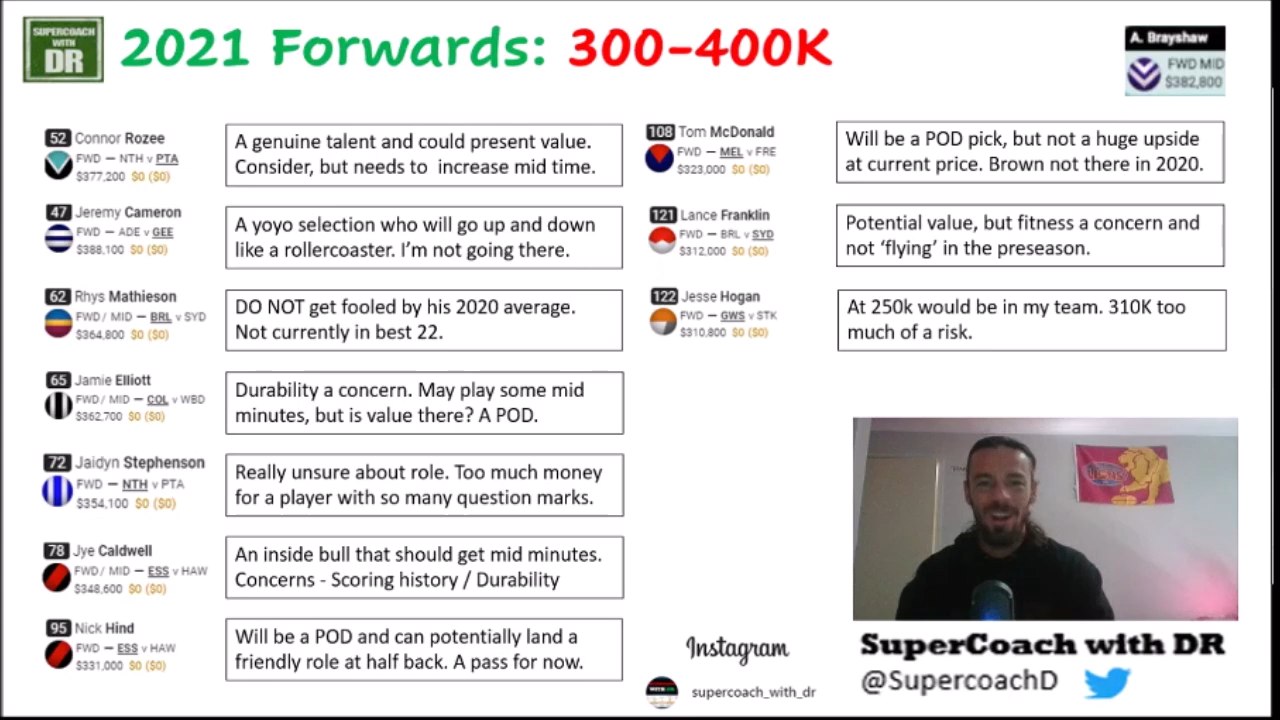 SUPERCOACH
WITH
DR
2021 Forwards: 300-400K
A. Brayshaw
FWD MID
$382,800
52 Connor Rozee
FWD — NTH v PTA
$377,200 $0 ($0)
A genuine talent and could present value.
Consider, but needs to increase mid time.
47 Jeremy Cameron
FWD — ADE v GEE
$388,100 $0 ($0)
A yoyo selection who will go up and down
like a rollercoaster. I'm not going there.
62 Rhys Mathieson
FWD/ MID — BRL v SYD
$364,800 $0 ($0)
DO NOT get fooled by his 2020 average.
Not currently in best 22.
65 Jamie Elliott
FWD/ MID — COL v WBD
$362,700 $0 ($0)
Durability a concern. May play some mid
minutes, but is value there? A POD.
72 Jaidyn Stephenson
FWD — NTH v PTA
$354,100 $0 ($0)
Really unsure about role. Too much money
for a player with so many question marks.
78 Jye Caldwell
FWD/ MID — ESS v HAW
$348,600 $0 ($0)
An inside bull that should get mid minutes.
Concerns - Scoring history / Durability
95 Nick Hind
FWD — ESS v HAW
$331,000 $0 ($0)
Will be a POD and can potentially land a
friendly role at half back. A pass for now.
108 Tom McDonald
FWD — MEL v FRE
$323,000 $0 ($0)
Will be a POD pick, but not a huge upside
at current price. Brown not there in 2020.
121 Lance Franklin
FWD — BRL v SYD
$312,000 $0 ($0)
Potential value, but fitness a concern and
not ‘flying’ in the preseason.
122 Jesse Hogan
FWD — GWS v STK
$310,800 $0 ($0)
At 250k would be in my team. 310K too
much of a risk.
Instagram
supercoach_with_dr
SuperCoach with DR
@SupercoachD